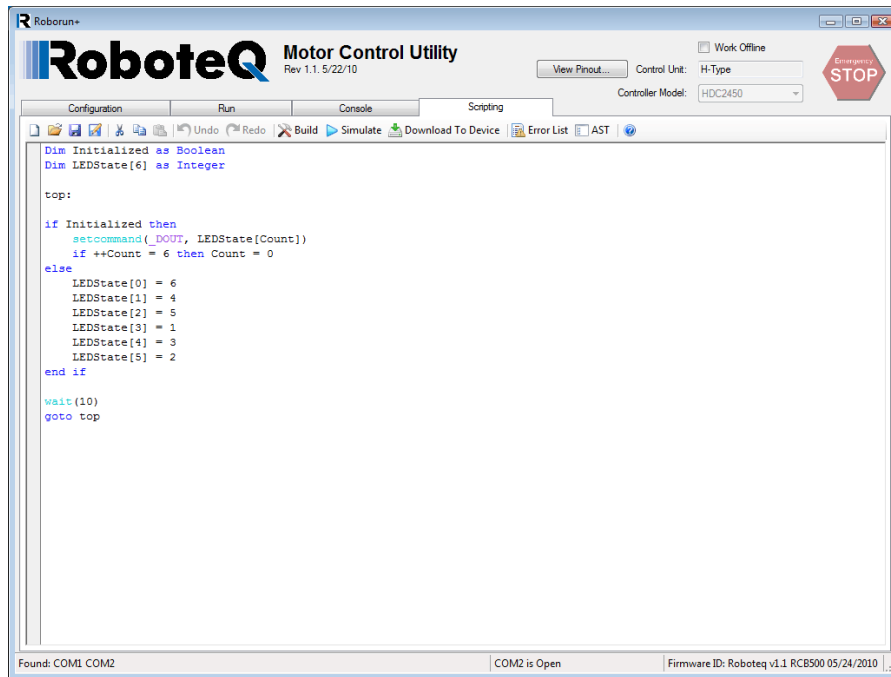 Roborun+
RoboteQ
Motor Control Utility
Rev 1.1. 5/22/10
View Pinout...
Work Offline
Control Unit: H-Type
Controller Model: HDC2450
Emergency
STOP
Configuration Run Console Scripting
Undo Redo Build Simulate Download To Device Error List AST
Dim Initialized as Boolean
Dim LEDState[6] as Integer
top:
if Initialized then
    setcommand(_DOUT, LEDState[Count])
    if ++Count = 6 then Count = 0
else
    LEDState[0] = 6
    LEDState[1] = 4
    LEDState[2] = 5
    LEDState[3] = 1
    LEDState[4] = 3
    LEDState[5] = 2
end if
wait(10)
goto top
Found: COM1 COM2 COM2 is Open Firmware ID: Roboteq v1.1 RCB500 05/24/2010